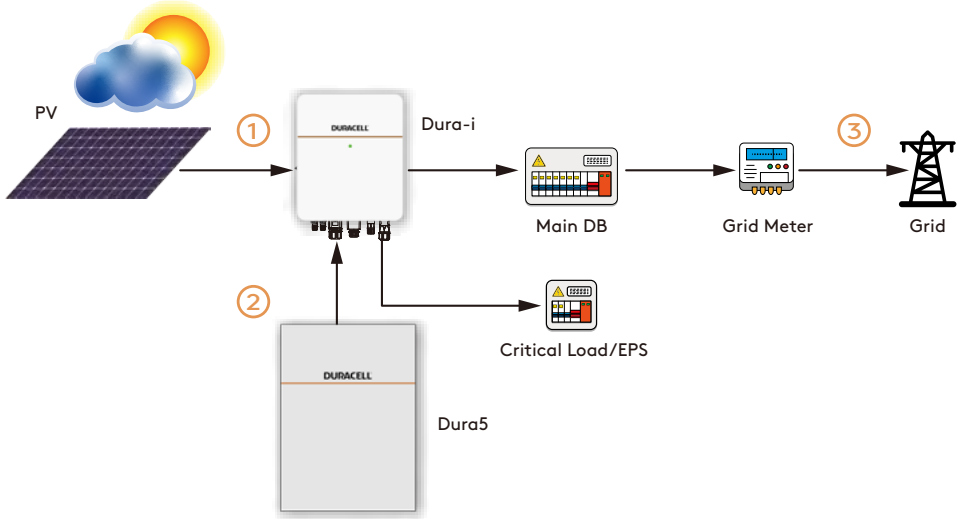 PV
1
DURACELL
Dura-i
3
Main DB
Grid Meter
Grid
2
Critical Load/EPS
DURACELL
Dura5